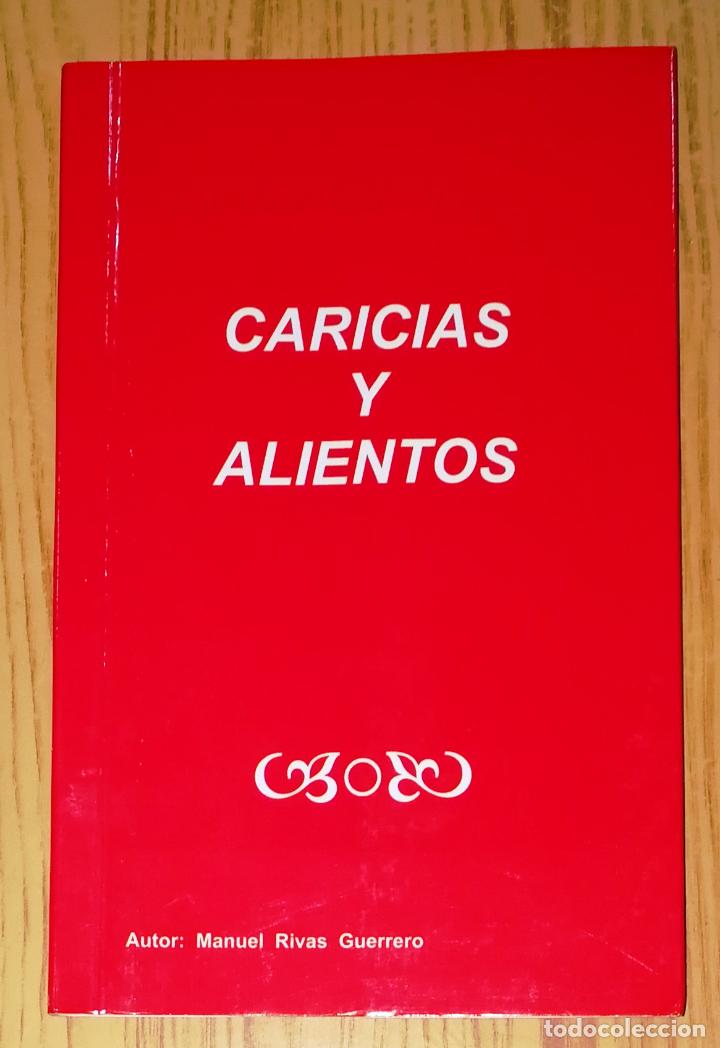 CARICIAS
Y
ALIENTOS
Autor: Manuel Rivas Guerrero
todocoleccion